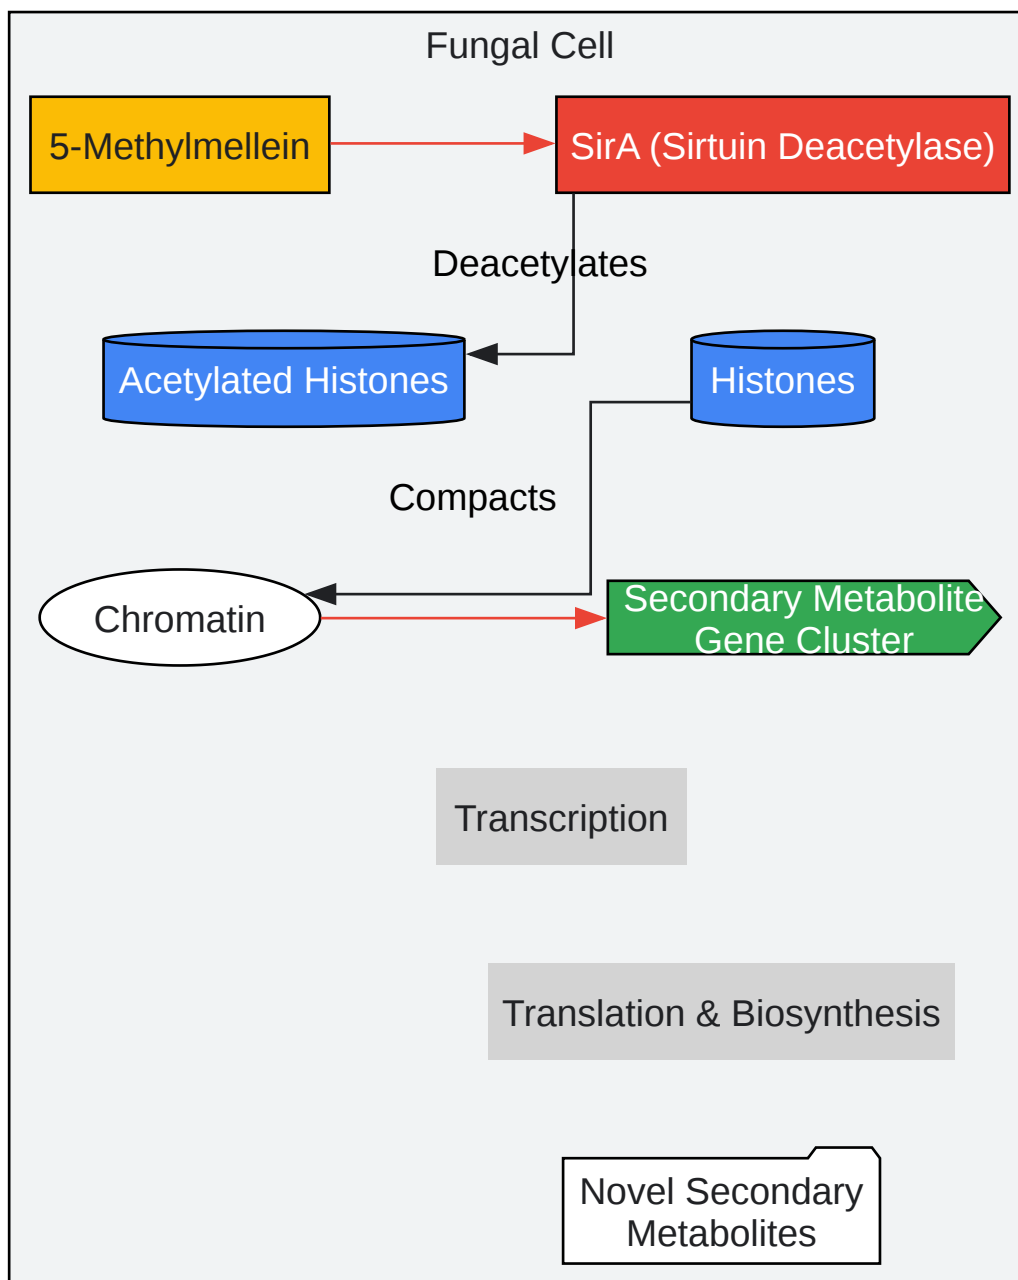 Fungal Cell
5-Methylmellein
SirA (Sirtuin Deacetylase)
Deacetylates
Acetylated Histones
Histones
Compacts
Chromatin
Secondary Metabolite
Gene Cluster
Transcription
Translation & Biosynthesis
Novel Secondary
Metabolites